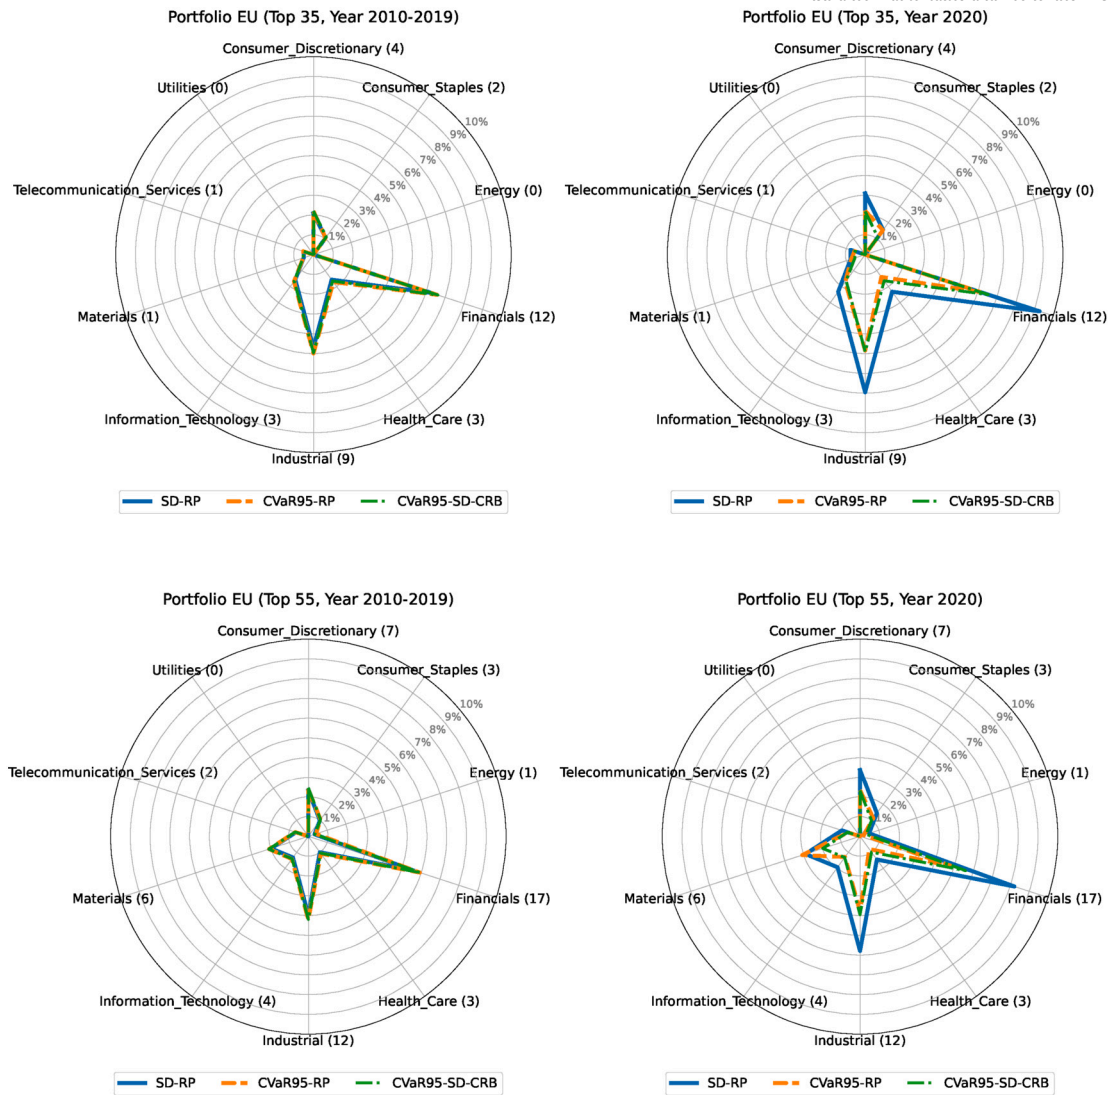 Portfolio EU (Top 35, Year 2010-2019)
Consumer_Discretionary (4)
Utilities (0)
Consumer_Staples (2)
10%
9%
8%
7%
6%
5%
4%
3%
2%
1%
Telecommunication_Services (1)
Energy (0)
Materials (1)
Financials (12)
Information_Technology (3)
Health_Care (3)
Industrial (9)
SD-RP
CVaR95-RP
CVaR95-SD-CRB
Portfolio EU (Top 35, Year 2020)
Consumer_Discretionary (4)
Utilities (0)
Consumer_Staples (2)
10%
9%
8%
7%
6%
5%
4%
3%
2%
1%
Telecommunication_Services (1)
Energy (0)
Materials (1)
Financials (12)
Information_Technology (3)
Health_Care (3)
Industrial (9)
SD-RP
CVaR95-RP
CVaR95-SD-CRB
Portfolio EU (Top 55, Year 2010-2019)
Consumer_Discretionary (7)
Utilities (0)
Consumer_Staples (3)
10%
9%
8%
7%
6%
5%
4%
3%
2%
1%
Telecommunication_Services (2)
Energy (1)
Materials (6)
Financials (17)
Information_Technology (4)
Health_Care (3)
Industrial (12)
SD-RP
CVaR95-RP
CVaR95-SD-CRB
Portfolio EU (Top 55, Year 2020)
Consumer_Discretionary (7)
Utilities (0)
Consumer_Staples (3)
10%
9%
8%
7%
6%
5%
4%
3%
2%
1%
Telecommunication_Services (2)
Energy (1)
Materials (6)
Financials (17)
Information_Technology (4)
Health_Care (3)
Industrial (12)
SD-RP
CVaR95-RP
CVaR95-SD-CRB